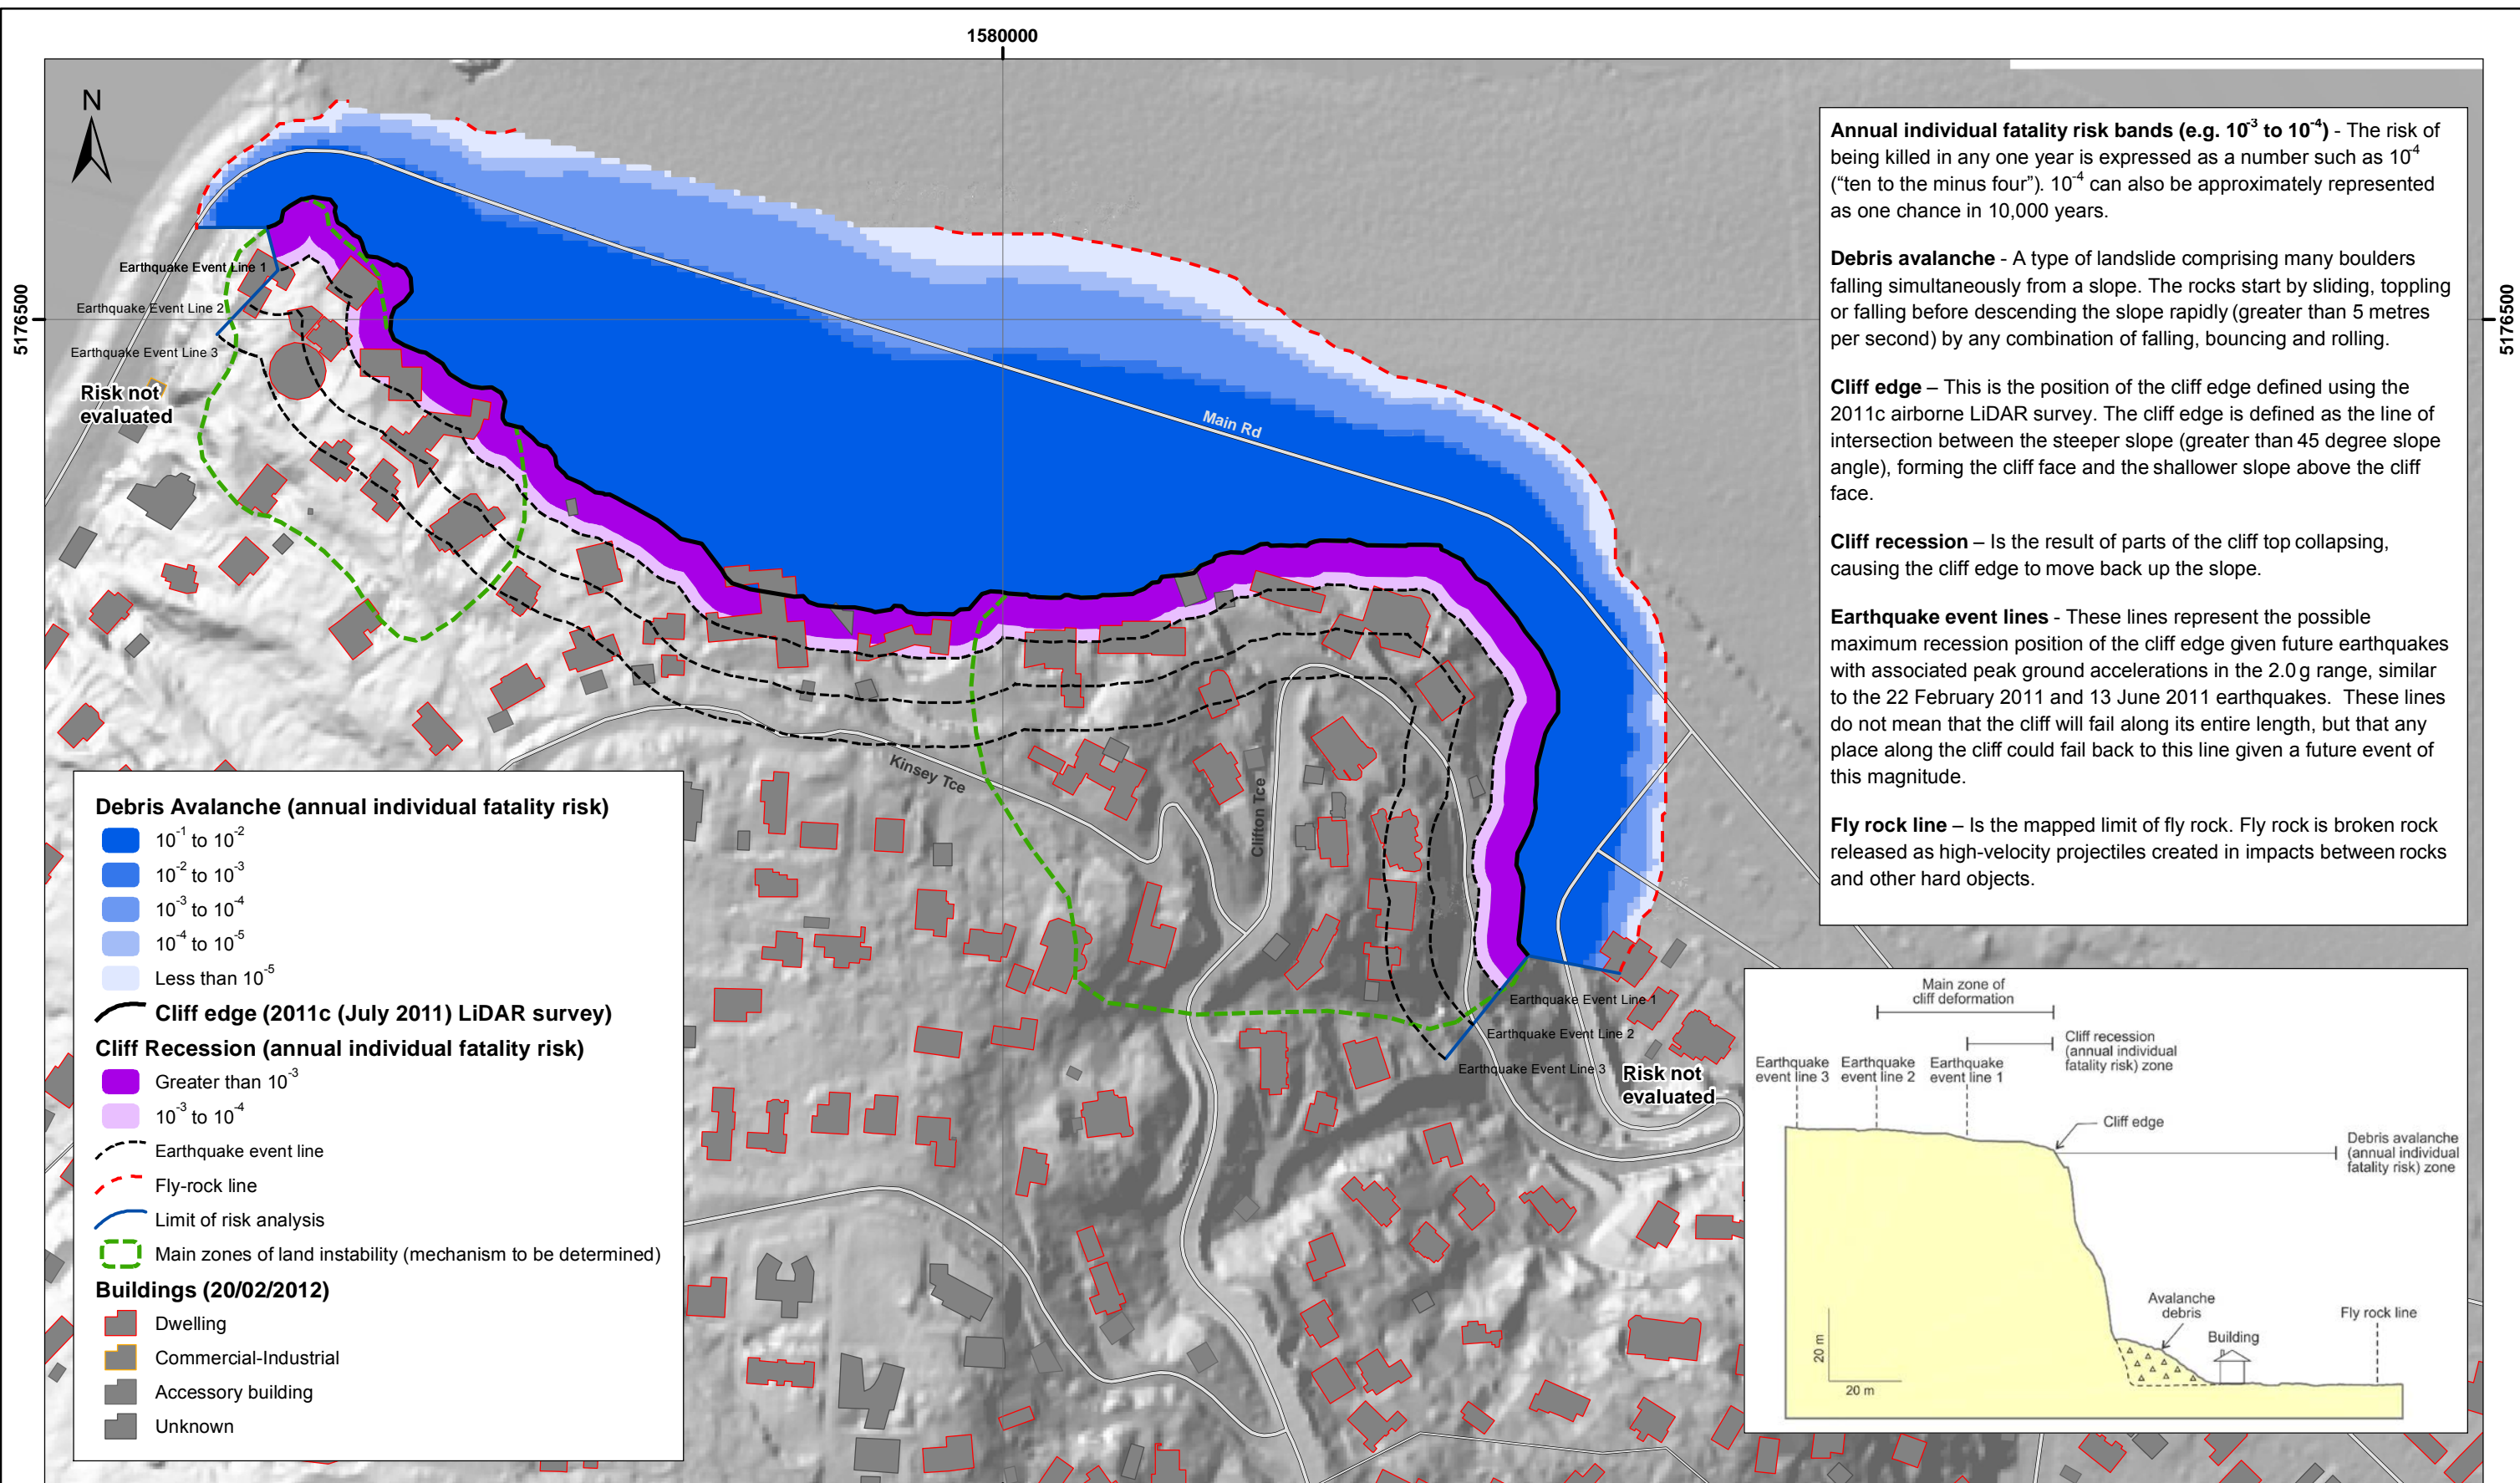 1580000
N
5176500
5176500
Earthquake Event Line 1
Earthquake Event Line 2
Earthquake Event Line 3
Risk not
evaluated
Main Rd
Kinsey Tce
Clifton Tce
Earthquake Event Line 1
Earthquake Event Line 2
Earthquake Event Line 3
Risk not
evaluated
Annual individual fatality risk bands (e.g. 10⁻³ to 10⁻⁴) - The risk of
being killed in any one year is expressed as a number such as 10⁻⁴
(“ten to the minus four”). 10⁻⁴ can also be approximately represented
as one chance in 10,000 years.
Debris avalanche - A type of landslide comprising many boulders
falling simultaneously from a slope. The rocks start by sliding, toppling
or falling before descending the slope rapidly (greater than 5 metres
per second) by any combination of falling, bouncing and rolling.
Cliff edge – This is the position of the cliff edge defined using the
2011c airborne LiDAR survey. The cliff edge is defined as the line of
intersection between the steeper slope (greater than 45 degree slope
angle), forming the cliff face and the shallower slope above the cliff
face.
Cliff recession – Is the result of parts of the cliff top collapsing,
causing the cliff edge to move back up the slope.
Earthquake event lines - These lines represent the possible
maximum recession position of the cliff edge given future earthquakes
with associated peak ground accelerations in the 2.0 g range, similar
to the 22 February 2011 and 13 June 2011 earthquakes. These lines
do not mean that the cliff will fail along its entire length, but that any
place along the cliff could fail back to this line given a future event of
this magnitude.
Fly rock line – Is the mapped limit of fly rock. Fly rock is broken rock
released as high-velocity projectiles created in impacts between rocks
and other hard objects.
Debris Avalanche (annual individual fatality risk)
10⁻¹ to 10⁻²
10⁻² to 10⁻³
10⁻³ to 10⁻⁴
10⁻⁴ to 10⁻⁵
Less than 10⁻⁵
Cliff edge (2011c (July 2011) LiDAR survey)
Cliff Recession (annual individual fatality risk)
Greater than 10⁻³
10⁻³ to 10⁻⁴
Earthquake event line
Fly-rock line
Limit of risk analysis
Main zones of land instability (mechanism to be determined)
Buildings (20/02/2012)
Dwelling
Commercial-Industrial
Accessory building
Unknown
Main zone of
cliff deformation
Cliff recession
(annual individual
fatality risk) zone
Earthquake
event line 3
Earthquake
event line 2
Earthquake
event line 1
Cliff edge
Debris avalanche
(annual individual
fatality risk) zone
Avalanche
debris
Building
Fly rock line
20 m
20 m